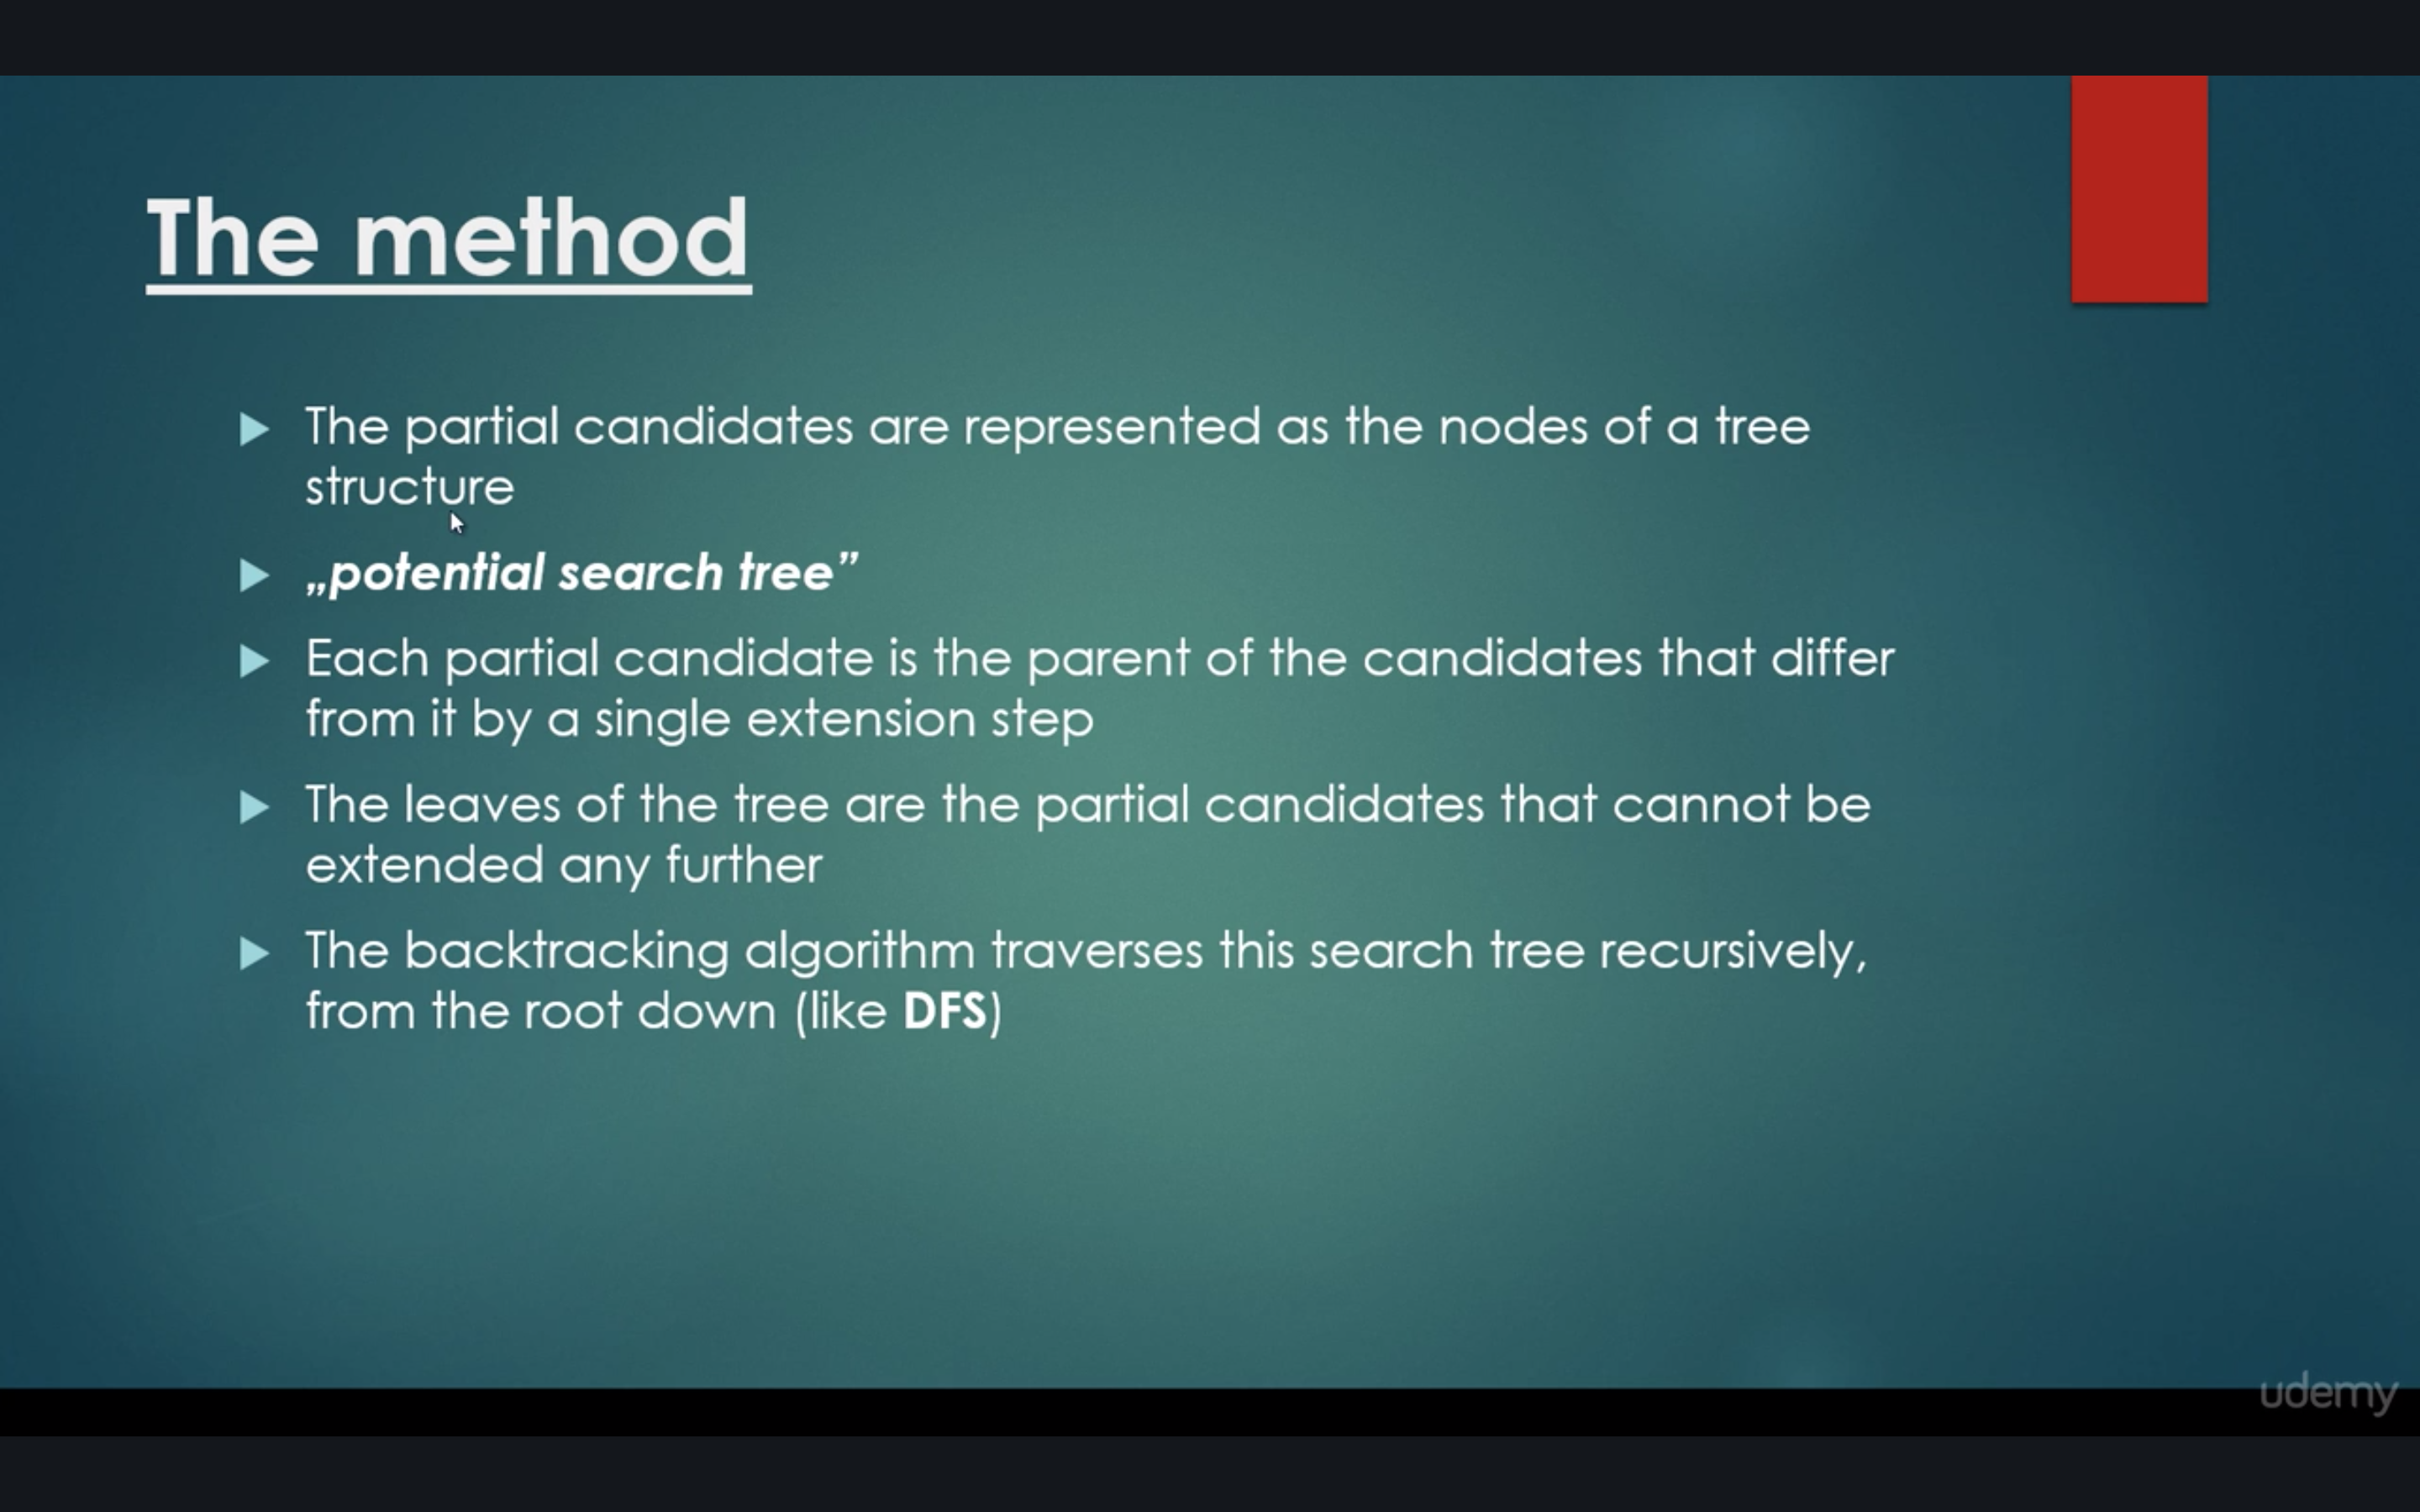 The method
The partial candidates are represented as the nodes of a tree
structure
„potential search tree”
Each partial candidate is the parent of the candidates that differ
from it by a single extension step
The leaves of the tree are the partial candidates that cannot be
extended any further
The backtracking algorithm traverses this search tree recursively,
from the root down (like DFS)
udemy